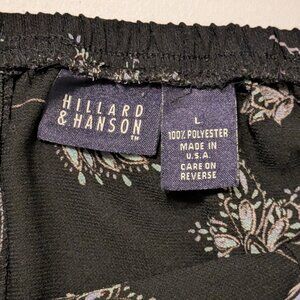 HILLARD
& HANSON
TM
L
100% POLYESTER
MADE IN
U.S.A.
CARE ON
REVERSE